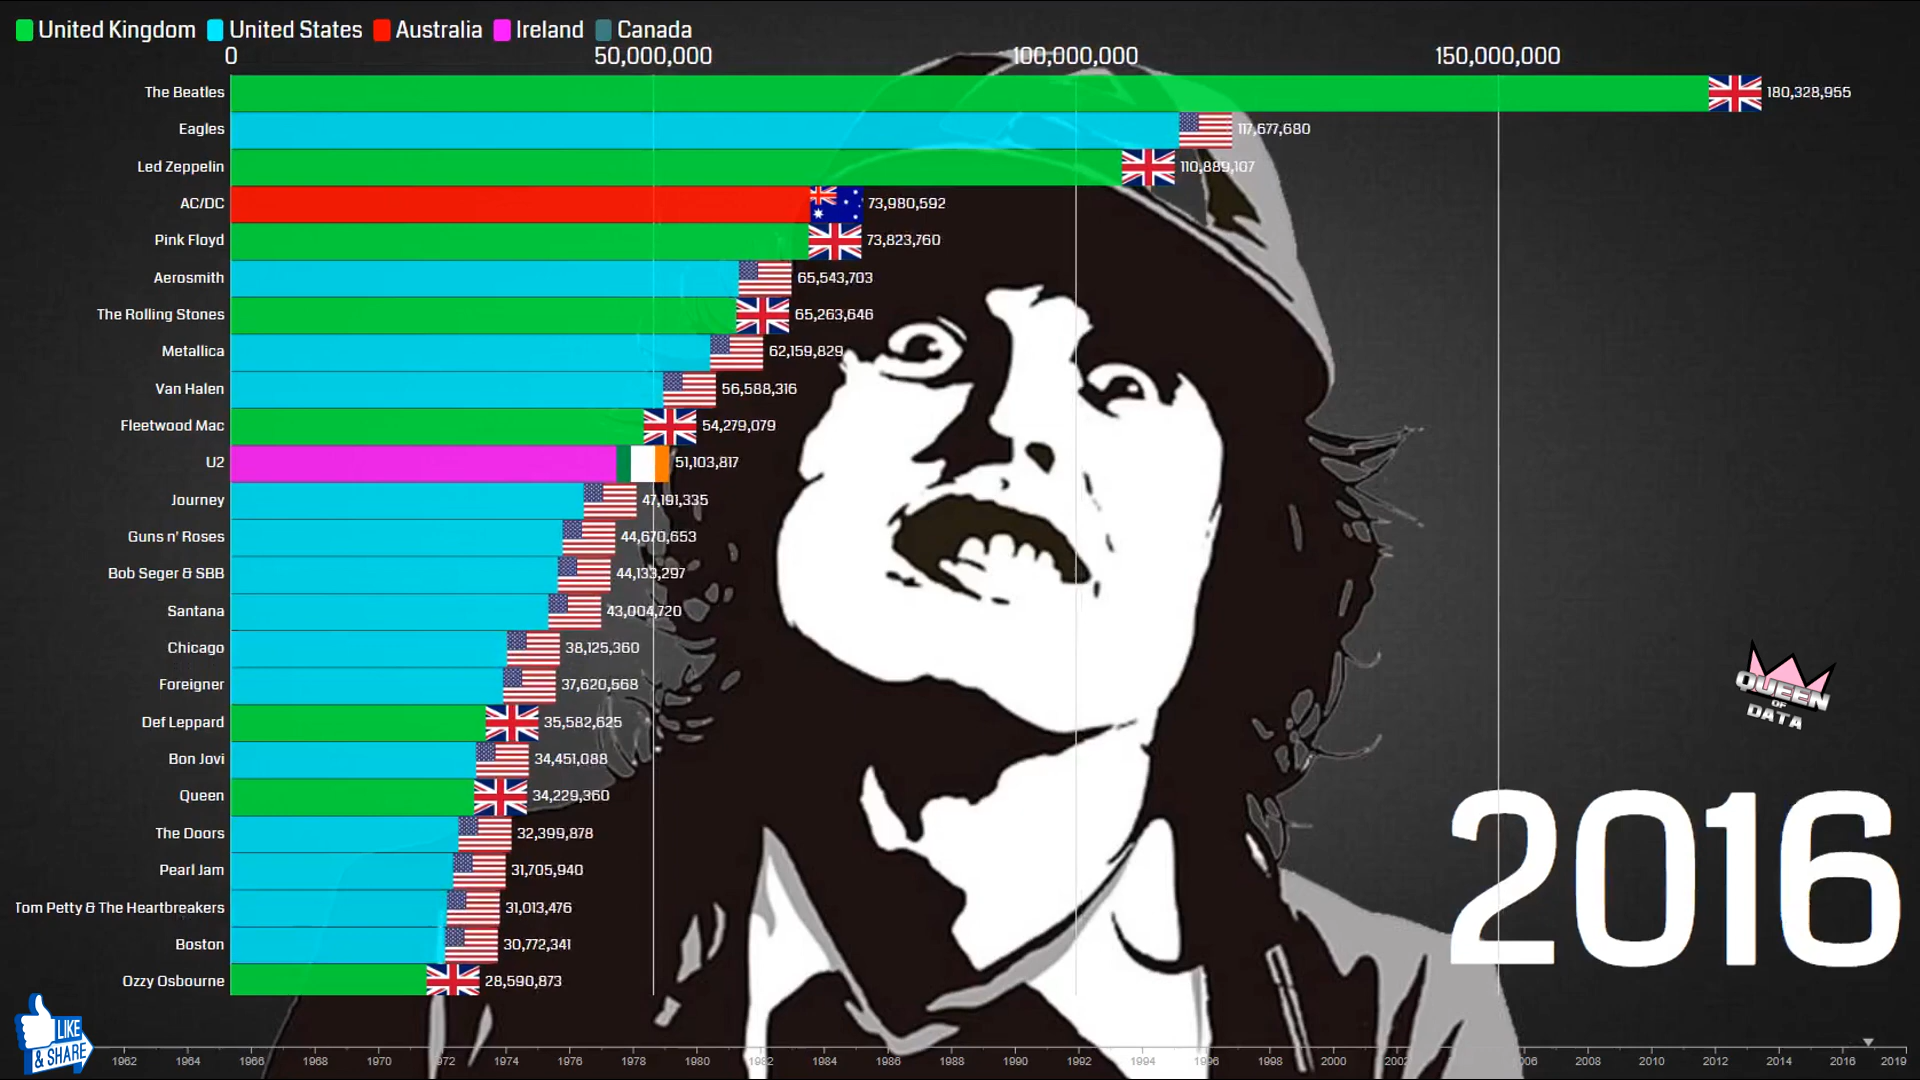 United Kingdom United States Australia Ireland Canada
0 50,000,000 100,000,000 150,000,000
The Beatles 180,328,955
Eagles 117,677,680
Led Zeppelin 110,889,107
AC/DC 73,980,592
Pink Floyd 73,823,760
Aerosmith 65,543,703
The Rolling Stones 65,263,646
Metallica 62,159,829
Van Halen 56,588,316
Fleetwood Mac 54,279,079
U2 51,103,817
Journey 47,191,335
Guns n' Roses 44,670,653
Bob Seger & SBB 44,133,297
Santana 43,004,720
Chicago 38,125,360
Foreigner 37,620,568
Def Leppard 35,582,625
Bon Jovi 34,451,088
Queen 34,229,360
The Doors 32,399,878
Pearl Jam 31,705,940
Tom Petty & The Heartbreakers 31,013,476
Boston 30,772,341
Ozzy Osbourne 28,590,873
QUEEN
OF
DATA
2016
LIKE
& SHARE
1962 1964 1966 1968 1970 1972 1974 1976 1978 1980 1982 1984 1986 1988 1990 1992 1994 1996 1998 2000 2002 006 2008 2010 2012 2014 2016 2019